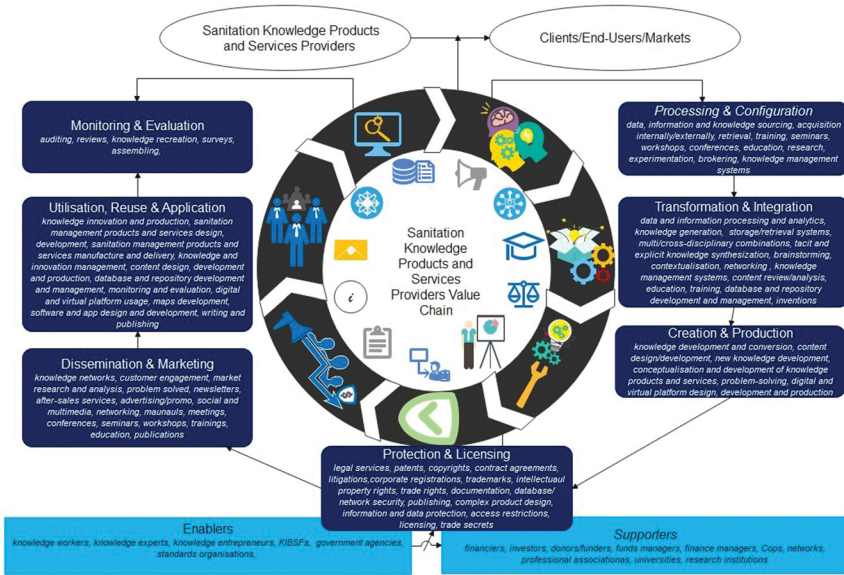 Sanitation Knowledge Products
and Services Providers
Clients/End-Users/Markets
Monitoring & Evaluation
auditing, reviews, knowledge recreation, surveys,
assembling,
Processing & Configuration
data, information and knowledge sourcing, acquisition
internally/externally, retrieval, training, seminars,
workshops, conferences, education, research,
experimentation, brokering, knowledge management
systems
Utilisation, Reuse & Application
knowledge innovation and production, sanitation
management products and services design,
development, sanitation management products and
services manufacture and delivery, knowledge and
innovation management, content design, development
and production, database and repository development
and management, monitoring and evaluation, digital
and virtual platform usage, maps development,
software and app design and development, writing and
publishing
Sanitation
Knowledge
Products and
Services
Providers Value
Chain
i
Transformation & Integration
data and information processing and analytics,
knowledge generation, storage/retrieval systems,
multi/cross-disciplinary combinations, tacit and
explicit knowledge synthesization, brainstorming,
contextualisation, networking , knowledge
management systems, content review/analysis,
education, training, database and repository
development and management, inventions
Creation & Production
knowledge development and conversion, content
design/development, new knowledge development,
conceptualisation and development of knowledge
products and services, problem-solving, digital and
virtual platform design, development and production
Dissemination & Marketing
knowledge networks, customer engagement, market
research and analysis, problem solved, newsletters,
after-sales services, advertising/promo, social and
multimedia, networking, maunauls, meetings,
conferences, seminars, workshops, trainings,
education, publications
$
Protection & Licensing
legal services, patents, copyrights, contract agreements,
litigations,corporate registrations, trademarks, intellectuaul
property rights, trade rights, documentation, database/
network security, publishing, complex product design,
information and data protection, access restrictions,
licensing, trade secrets
Enablers
knowledge workers, knowledge experts, knowledge entrepreneurs, KIBSFs, government agencies,
standards organisations,
Supporters
financiers, investors, donors/funders, funds managers, finance managers, Cops, networks,
professional associationas, universities, research institutions